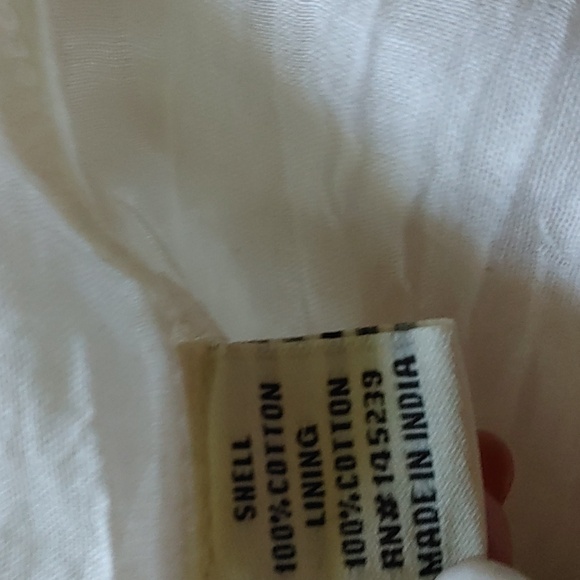 SHELL
100%COTTON
LINING
100%COTTON
RN#145239
MADE IN INDIA